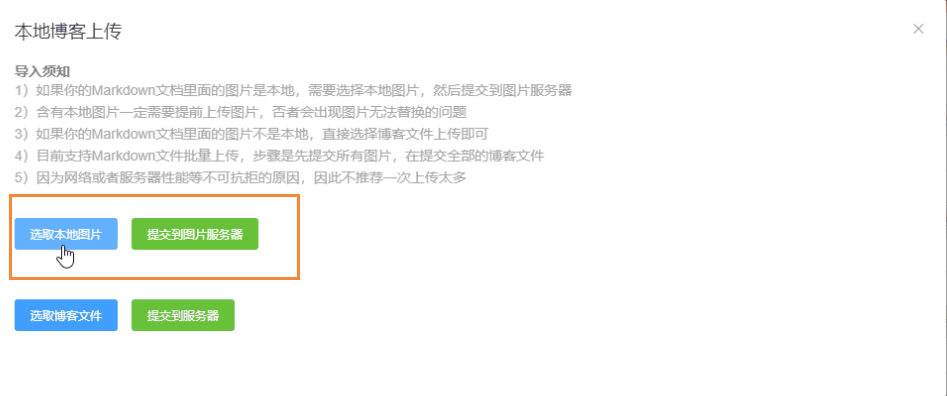 本地博客上传
导入须知
1）如果你的Markdown文档里面的图片是本地，需要选择本地图片，然后提交到图片服务器
2）含有本地图片一定需要提前上传图片，否者会出现图片无法替换的问题
3）如果你的Markdown文档里面的图片不是本地，直接选择博客文件上传即可
4）目前支持Markdown文件批量上传，步骤是先提交所有图片，在提交全部的博客文件
5）因为网络或者服务器性能等不可抗拒的原因，因此不推荐一次上传太多
选取本地图片 提交到图片服务器
选取博客文件 提交到服务器